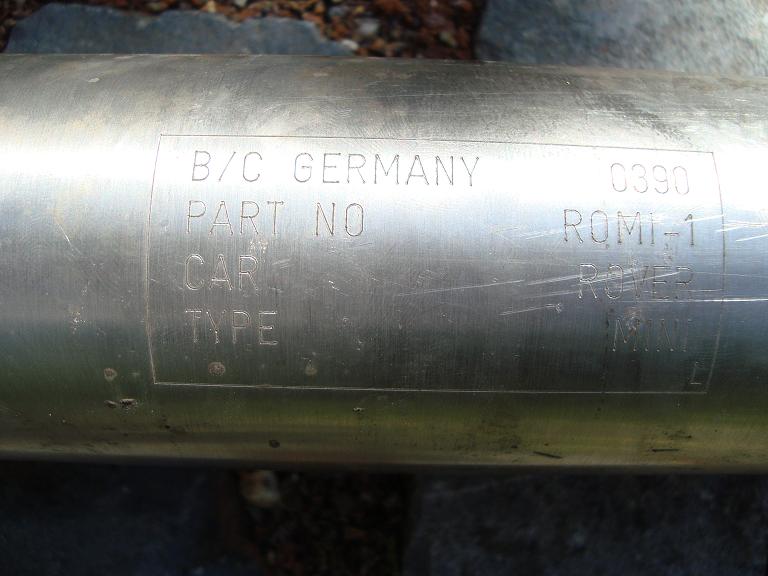 B/C GERMANY 0390
PART NO ROMI-1
CAR ROVER
TYPE MINI
L